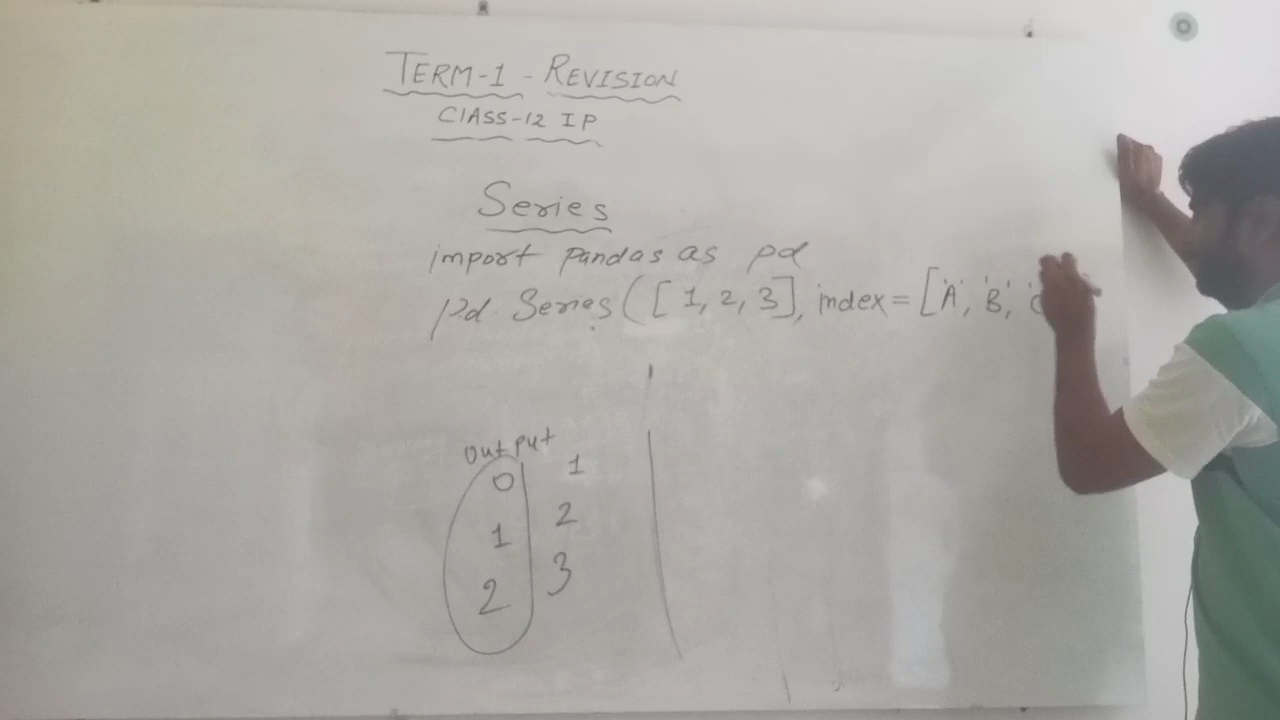 TERM-1 - REVISION
CLASS-12 IP
Series
import Pandas as pd
pd. Series ([1, 2, 3], index = ['A', 'B', '
output
0 1
1 2
2 3